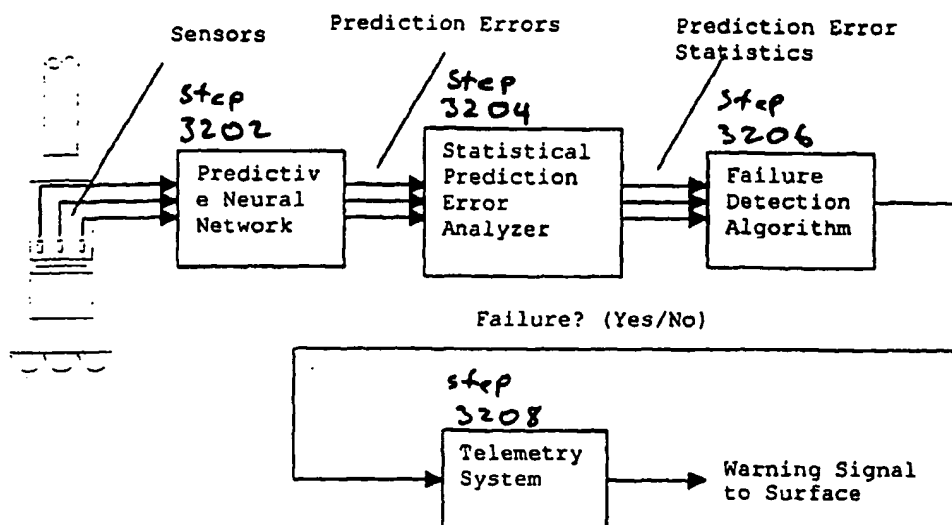 Sensors
Prediction Errors
Prediction Error
Statistics
Step
3202
Step
3204
Step
3206
Predictiv
e Neural
Network
Statistical
Prediction
Error
Analyzer
Failure
Detection
Algorithm
Failure? (Yes/No)
step
3208
Telemetry
System
Warning Signal
to Surface